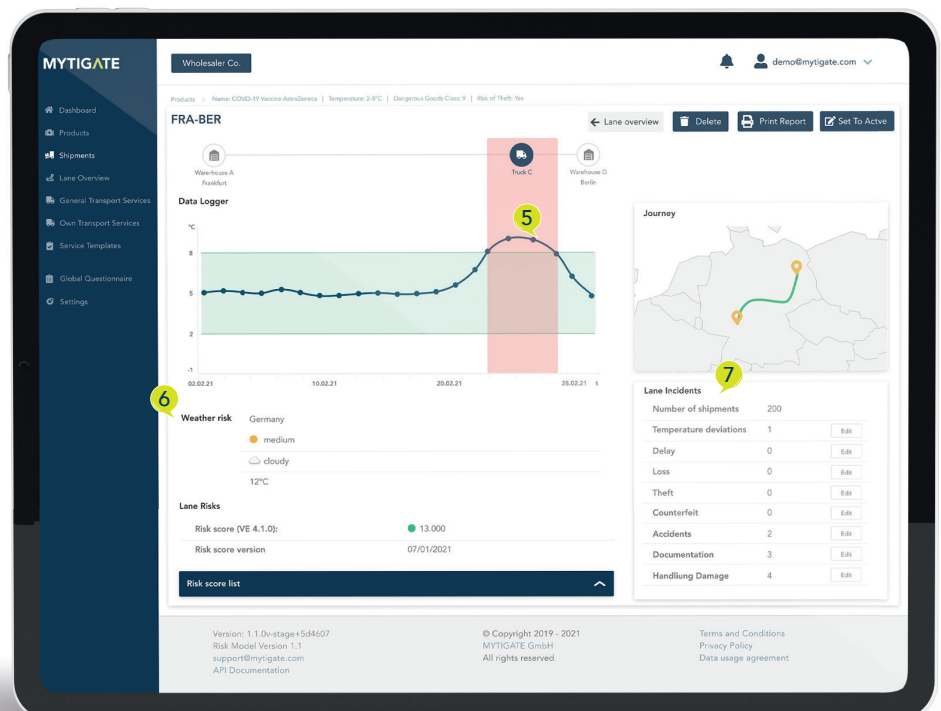 MYTIGATE
Wholesaler Co.
demo@mytigate.com
Dashboard
Products
Shipments
Lane Overview
General Transport Services
Own Transport Services
Service Templates
Global Questionnaire
Settings
Products > Name: COVID-19 Vaccine AstraZeneca | Temperature: 2-8°C | Dangerous Goods Class: 9 | Risk of Theft: Yes
FRA-BER
Lane overview
Delete
Print Report
Set To Actve
Warerhouse A
Frankfurt
Truck C
Warehouse D
Berlin
Data Logger
5
°C
8
5
2
-1
02.02.21 10.02.21 20.02.21 28.02.21 1
Journey
6
Weather risk Germany
medium
cloudy
12°C
Lane Risks
Risk score (VE 4.1.0): 13.000
Risk score version 07/01/2021
Risk score list
7
Lane Incidents
Number of shipments 200
Temperature deviations 1 Edit
Delay 0 Edit
Loss 0 Edit
Theft 0 Edit
Counterfeit 0 Edit
Accidents 2 Edit
Documentation 3 Edit
Handliung Damage 4 Edit
Version: 1.1.0v-stage+5d4607
Risk Model Version 1.1
support@mytigate.com
API Documentation
© Copyright 2019 - 2021
MYTIGATE GmbH
All rights reserved
Terms and Conditions
Privacy Policy
Data usage agreement